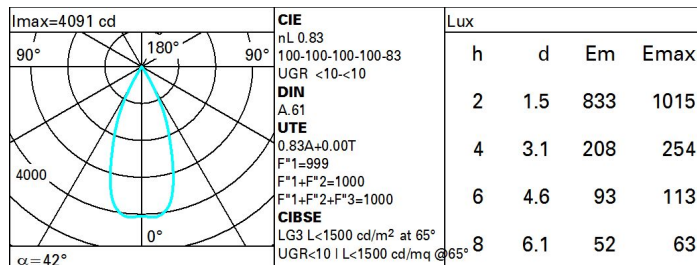 Imax=4091 cd
90°
180°
90°
4000
0°
α=42°
CIE
nL 0.83
100-100-100-100-83
UGR <10-<10
DIN
A.61
UTE
0.83A+0.00T
F"1=999
F"1+F"2=1000
F"1+F"2+F"3=1000
CIBSE
LG3 L<1500 cd/m² at 65°
UGR<10 | L<1500 cd/mq @65°
Lux
h d Em Emax
2 1.5 833 1015
4 3.1 208 254
6 4.6 93 113
8 6.1 52 63